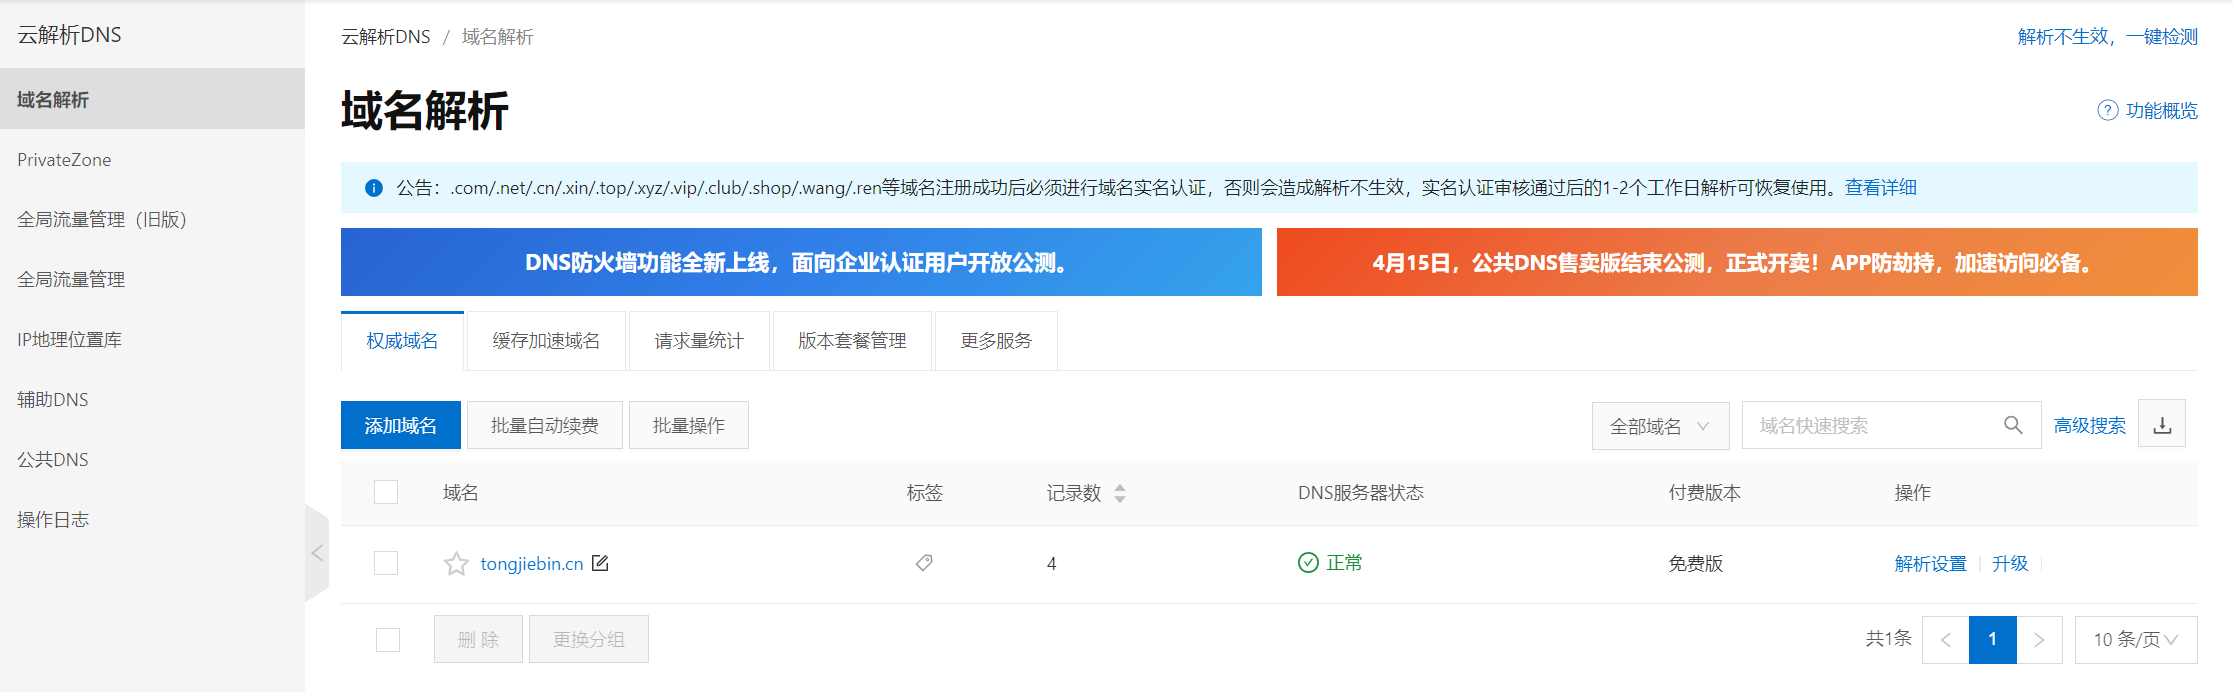 云解析DNS
域名解析
PrivateZone
全局流量管理（旧版）
全局流量管理
IP地理位置库
辅助DNS
公共DNS
操作日志
云解析DNS / 域名解析
解析不生效，一键检测
域名解析
? 功能概览
公告：.com/.net/.cn/.xin/.top/.xyz/.vip/.club/.shop/.wang/.ren等域名注册成功后必须进行域名实名认证，否则会造成解析不生效，实名认证审核通过后的1-2个工作日解析可恢复使用。查看详细
DNS防火墙功能全新上线，面向企业认证用户开放公测。
4月15日，公共DNS售卖版结束公测，正式开卖！APP防劫持，加速访问必备。
权威域名 缓存加速域名 请求量统计 版本套餐管理 更多服务
添加域名 批量自动续费 批量操作 全部域名 域名快速搜索 高级搜索
域名 标签 记录数 DNS服务器状态 付费版本 操作
tongjiebin.cn 4 正常 免费版 解析设置 升级
删 除 更换分组 共1条 < 1 > 10 条/页